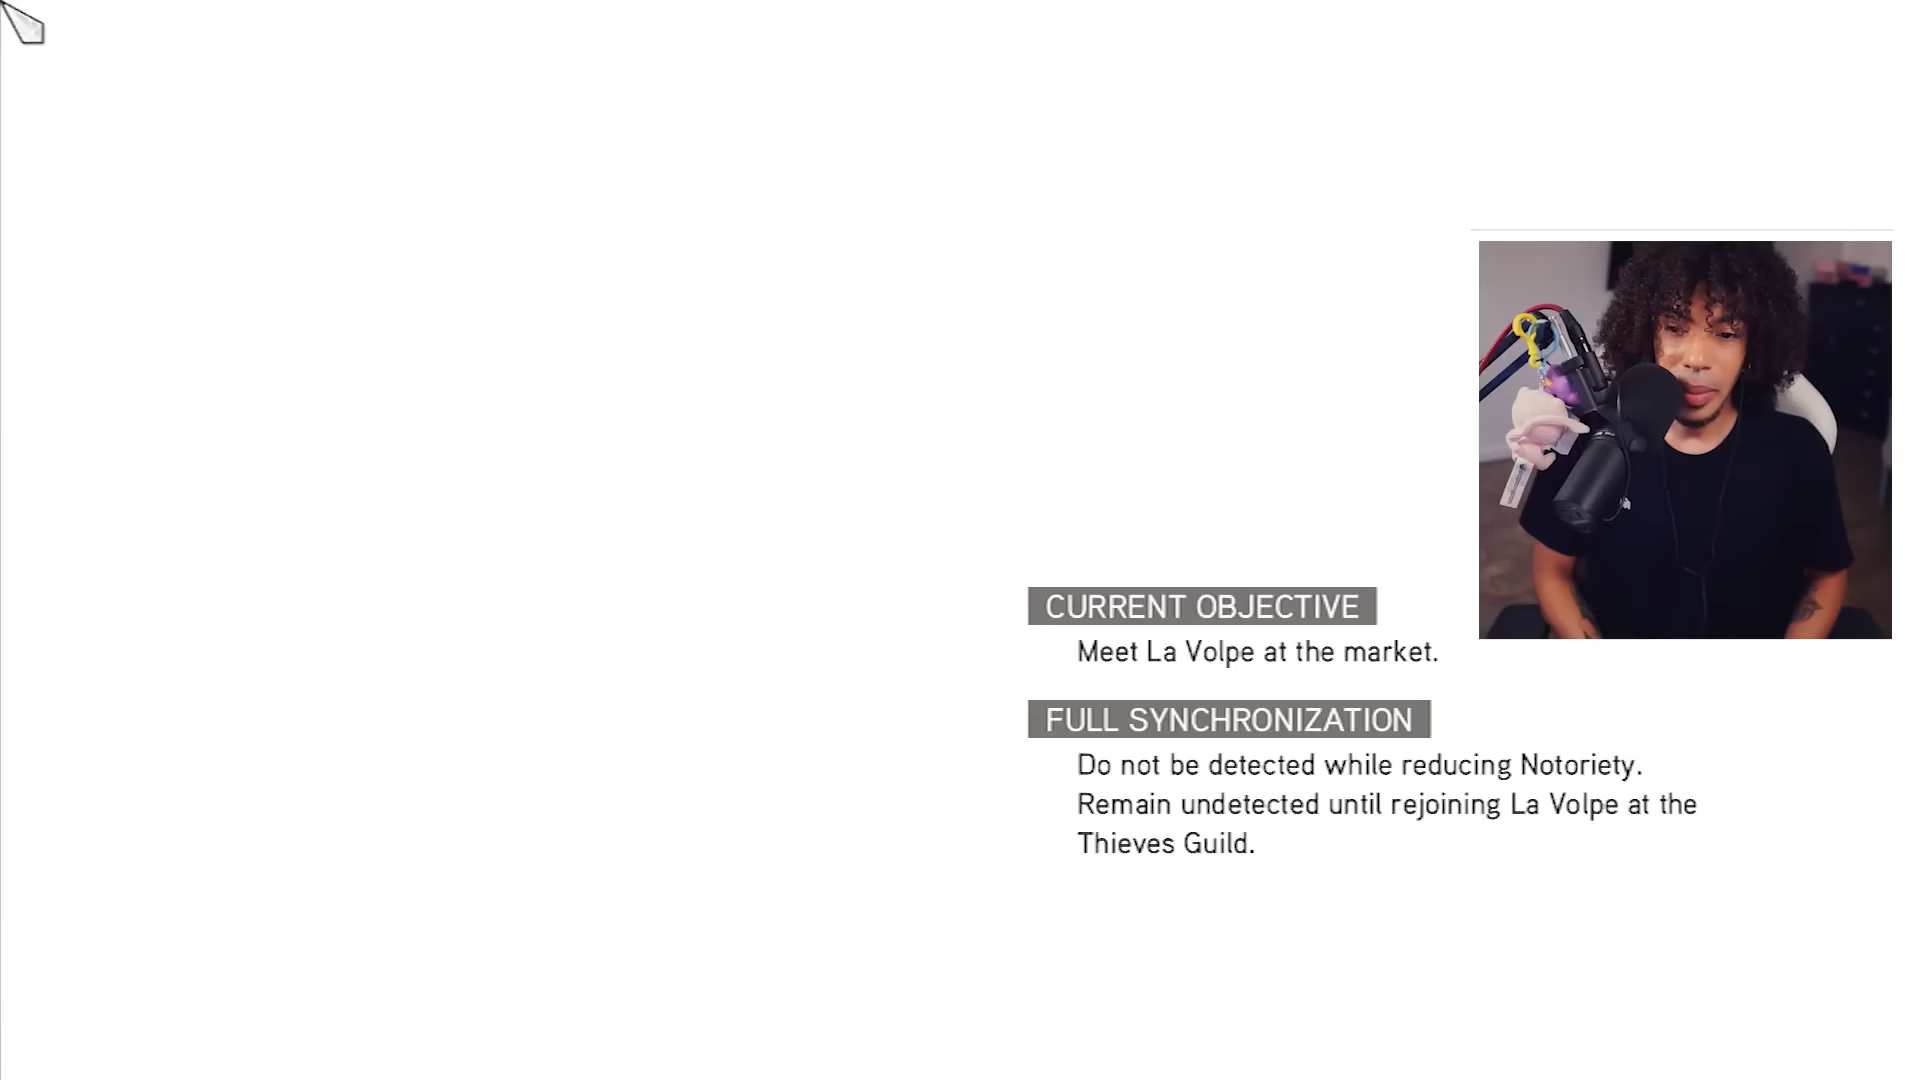 CURRENT OBJECTIVE
Meet La Volpe at the market.
FULL SYNCHRONIZATION
Do not be detected while reducing Notoriety.
Remain undetected until rejoining La Volpe at the
Thieves Guild.